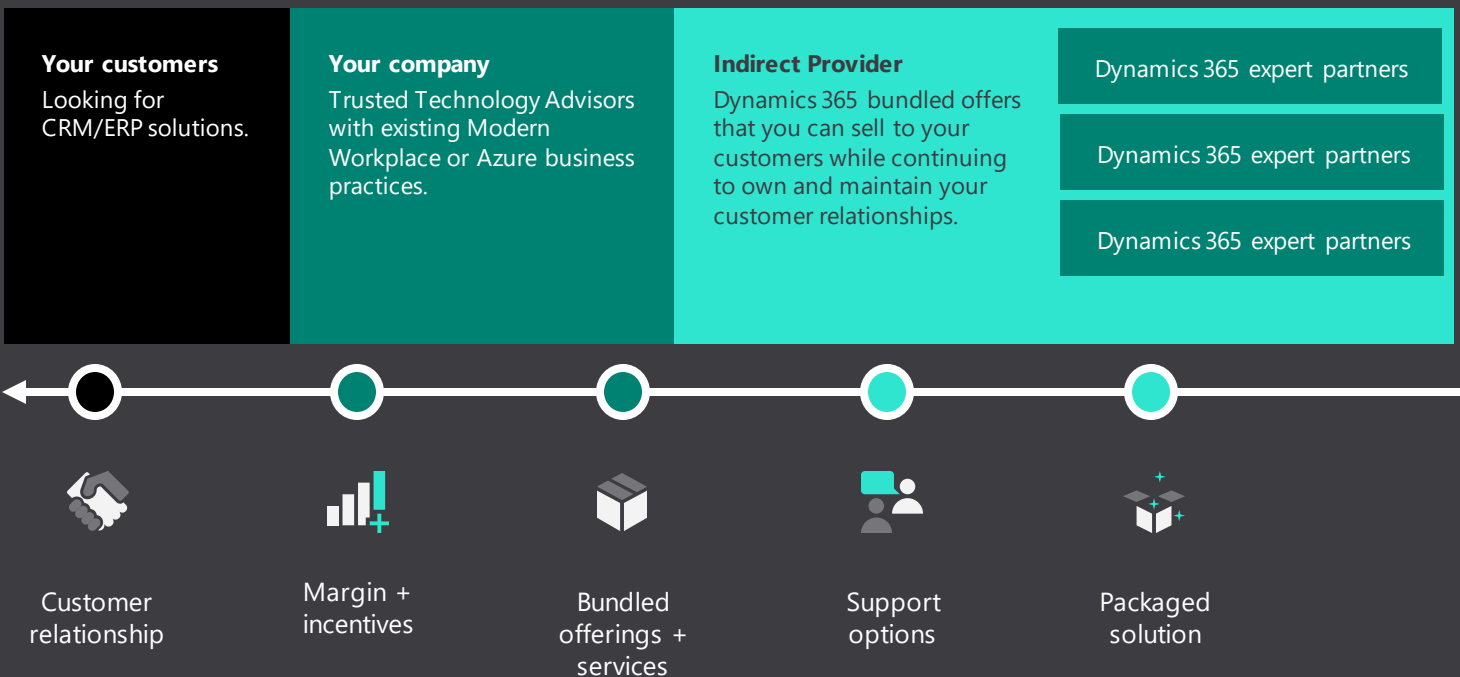 Your customers
Looking for
CRM/ERP solutions.
Your company
Trusted Technology Advisors
with existing Modern
Workplace or Azure business
practices.
Indirect Provider
Dynamics 365 bundled offers
that you can sell to your
customers while continuing
to own and maintain your
customer relationships.
Dynamics 365 expert partners
Dynamics 365 expert partners
Dynamics 365 expert partners
Customer
relationship
Margin +
incentives
Bundled
offerings +
services
Support
options
Packaged
solution